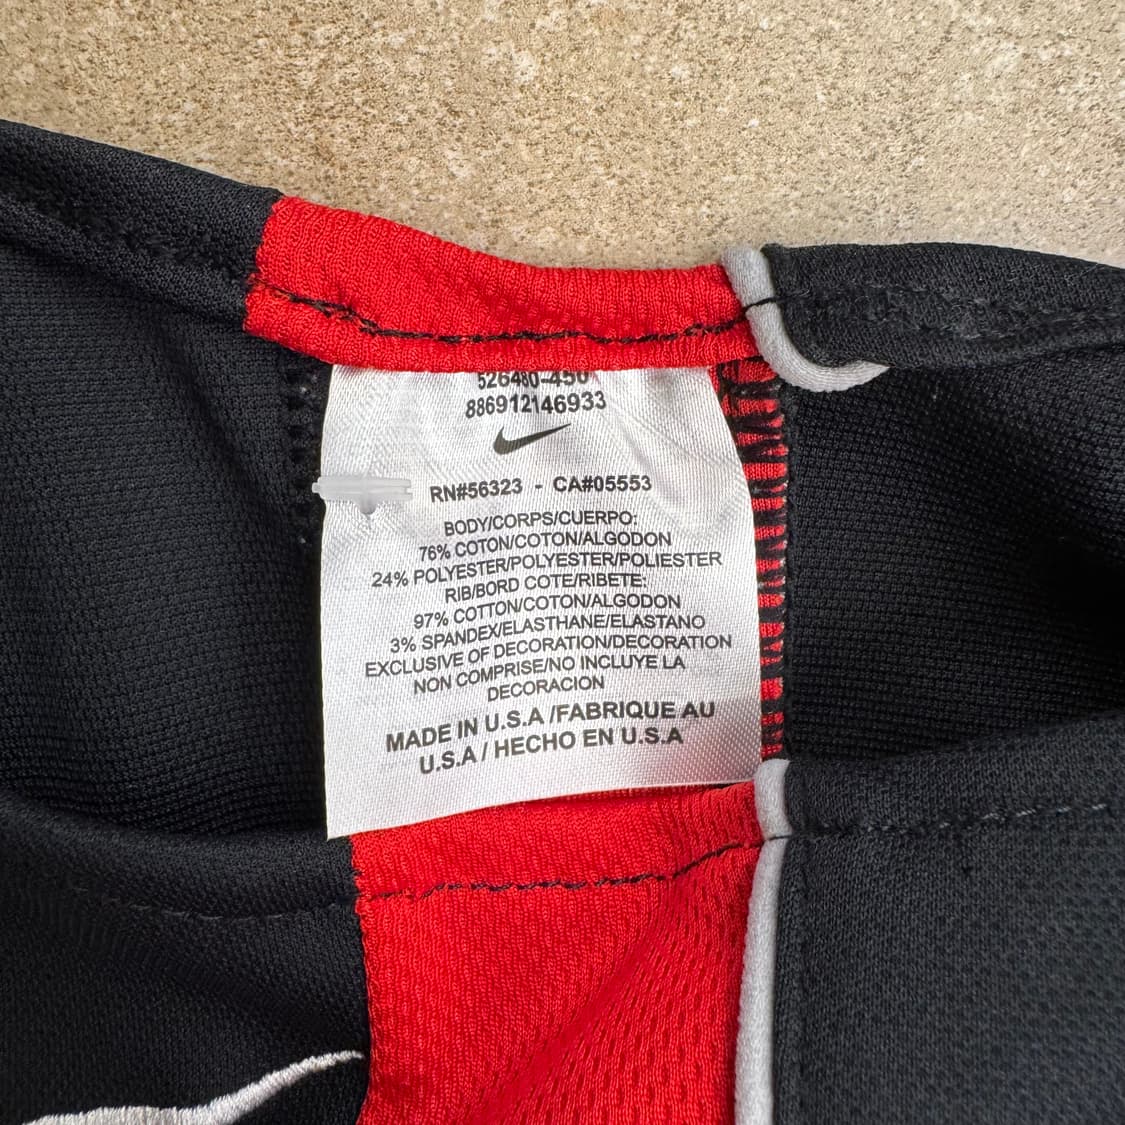 526480-450
886912146933
RN#56323 - CA#05553
BODY/CORPS/CUERPO:
76% COTON/COTON/ALGODON
24% POLYESTER/POLYESTER/POLIESTER
RIB/BORD COTE/RIBETE:
97% COTTON/COTON/ALGODON
3% SPANDEX/ELASTHANE/ELASTANO
EXCLUSIVE OF DECORATION/DECORATION
NON COMPRISE/NO INCLUYE LA
DECORACION
MADE IN U.S.A /FABRIQUE AU
U.S.A / HECHO EN U.S.A